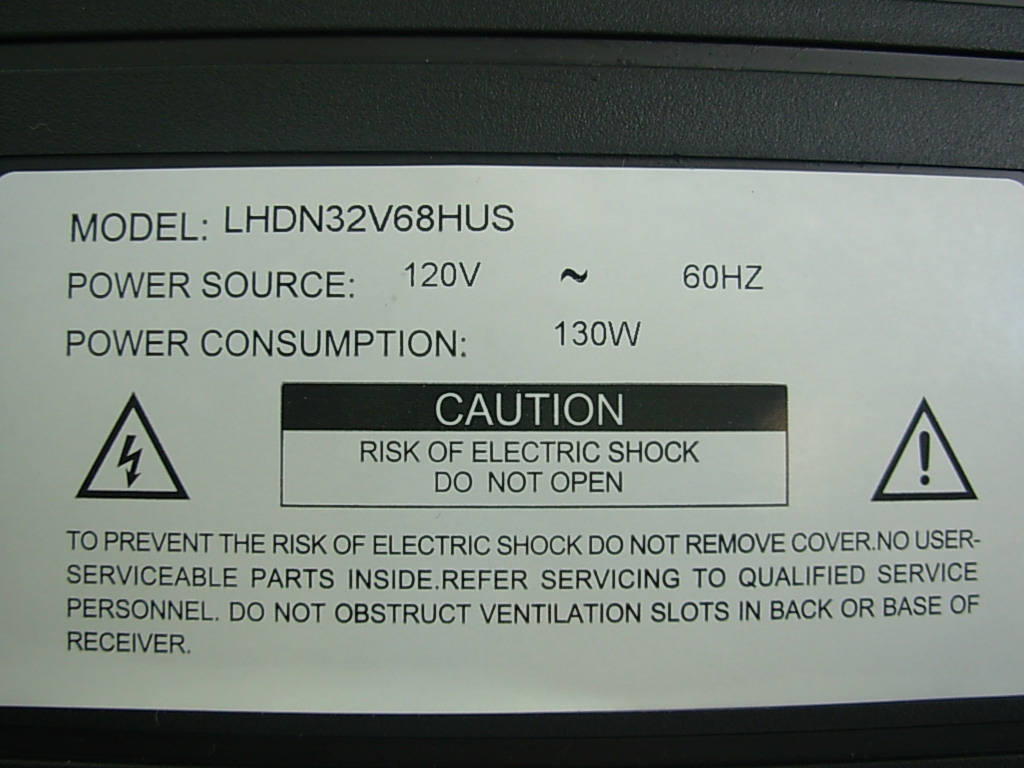 MODEL: LHDN32V68HUS
POWER SOURCE: 120V ~ 60HZ
POWER CONSUMPTION: 130W
CAUTION
RISK OF ELECTRIC SHOCK
DO NOT OPEN
TO PREVENT THE RISK OF ELECTRIC SHOCK DO NOT REMOVE COVER.NO USER-
SERVICEABLE PARTS INSIDE.REFER SERVICING TO QUALIFIED SERVICE
PERSONNEL. DO NOT OBSTRUCT VENTILATION SLOTS IN BACK OR BASE OF
RECEIVER.